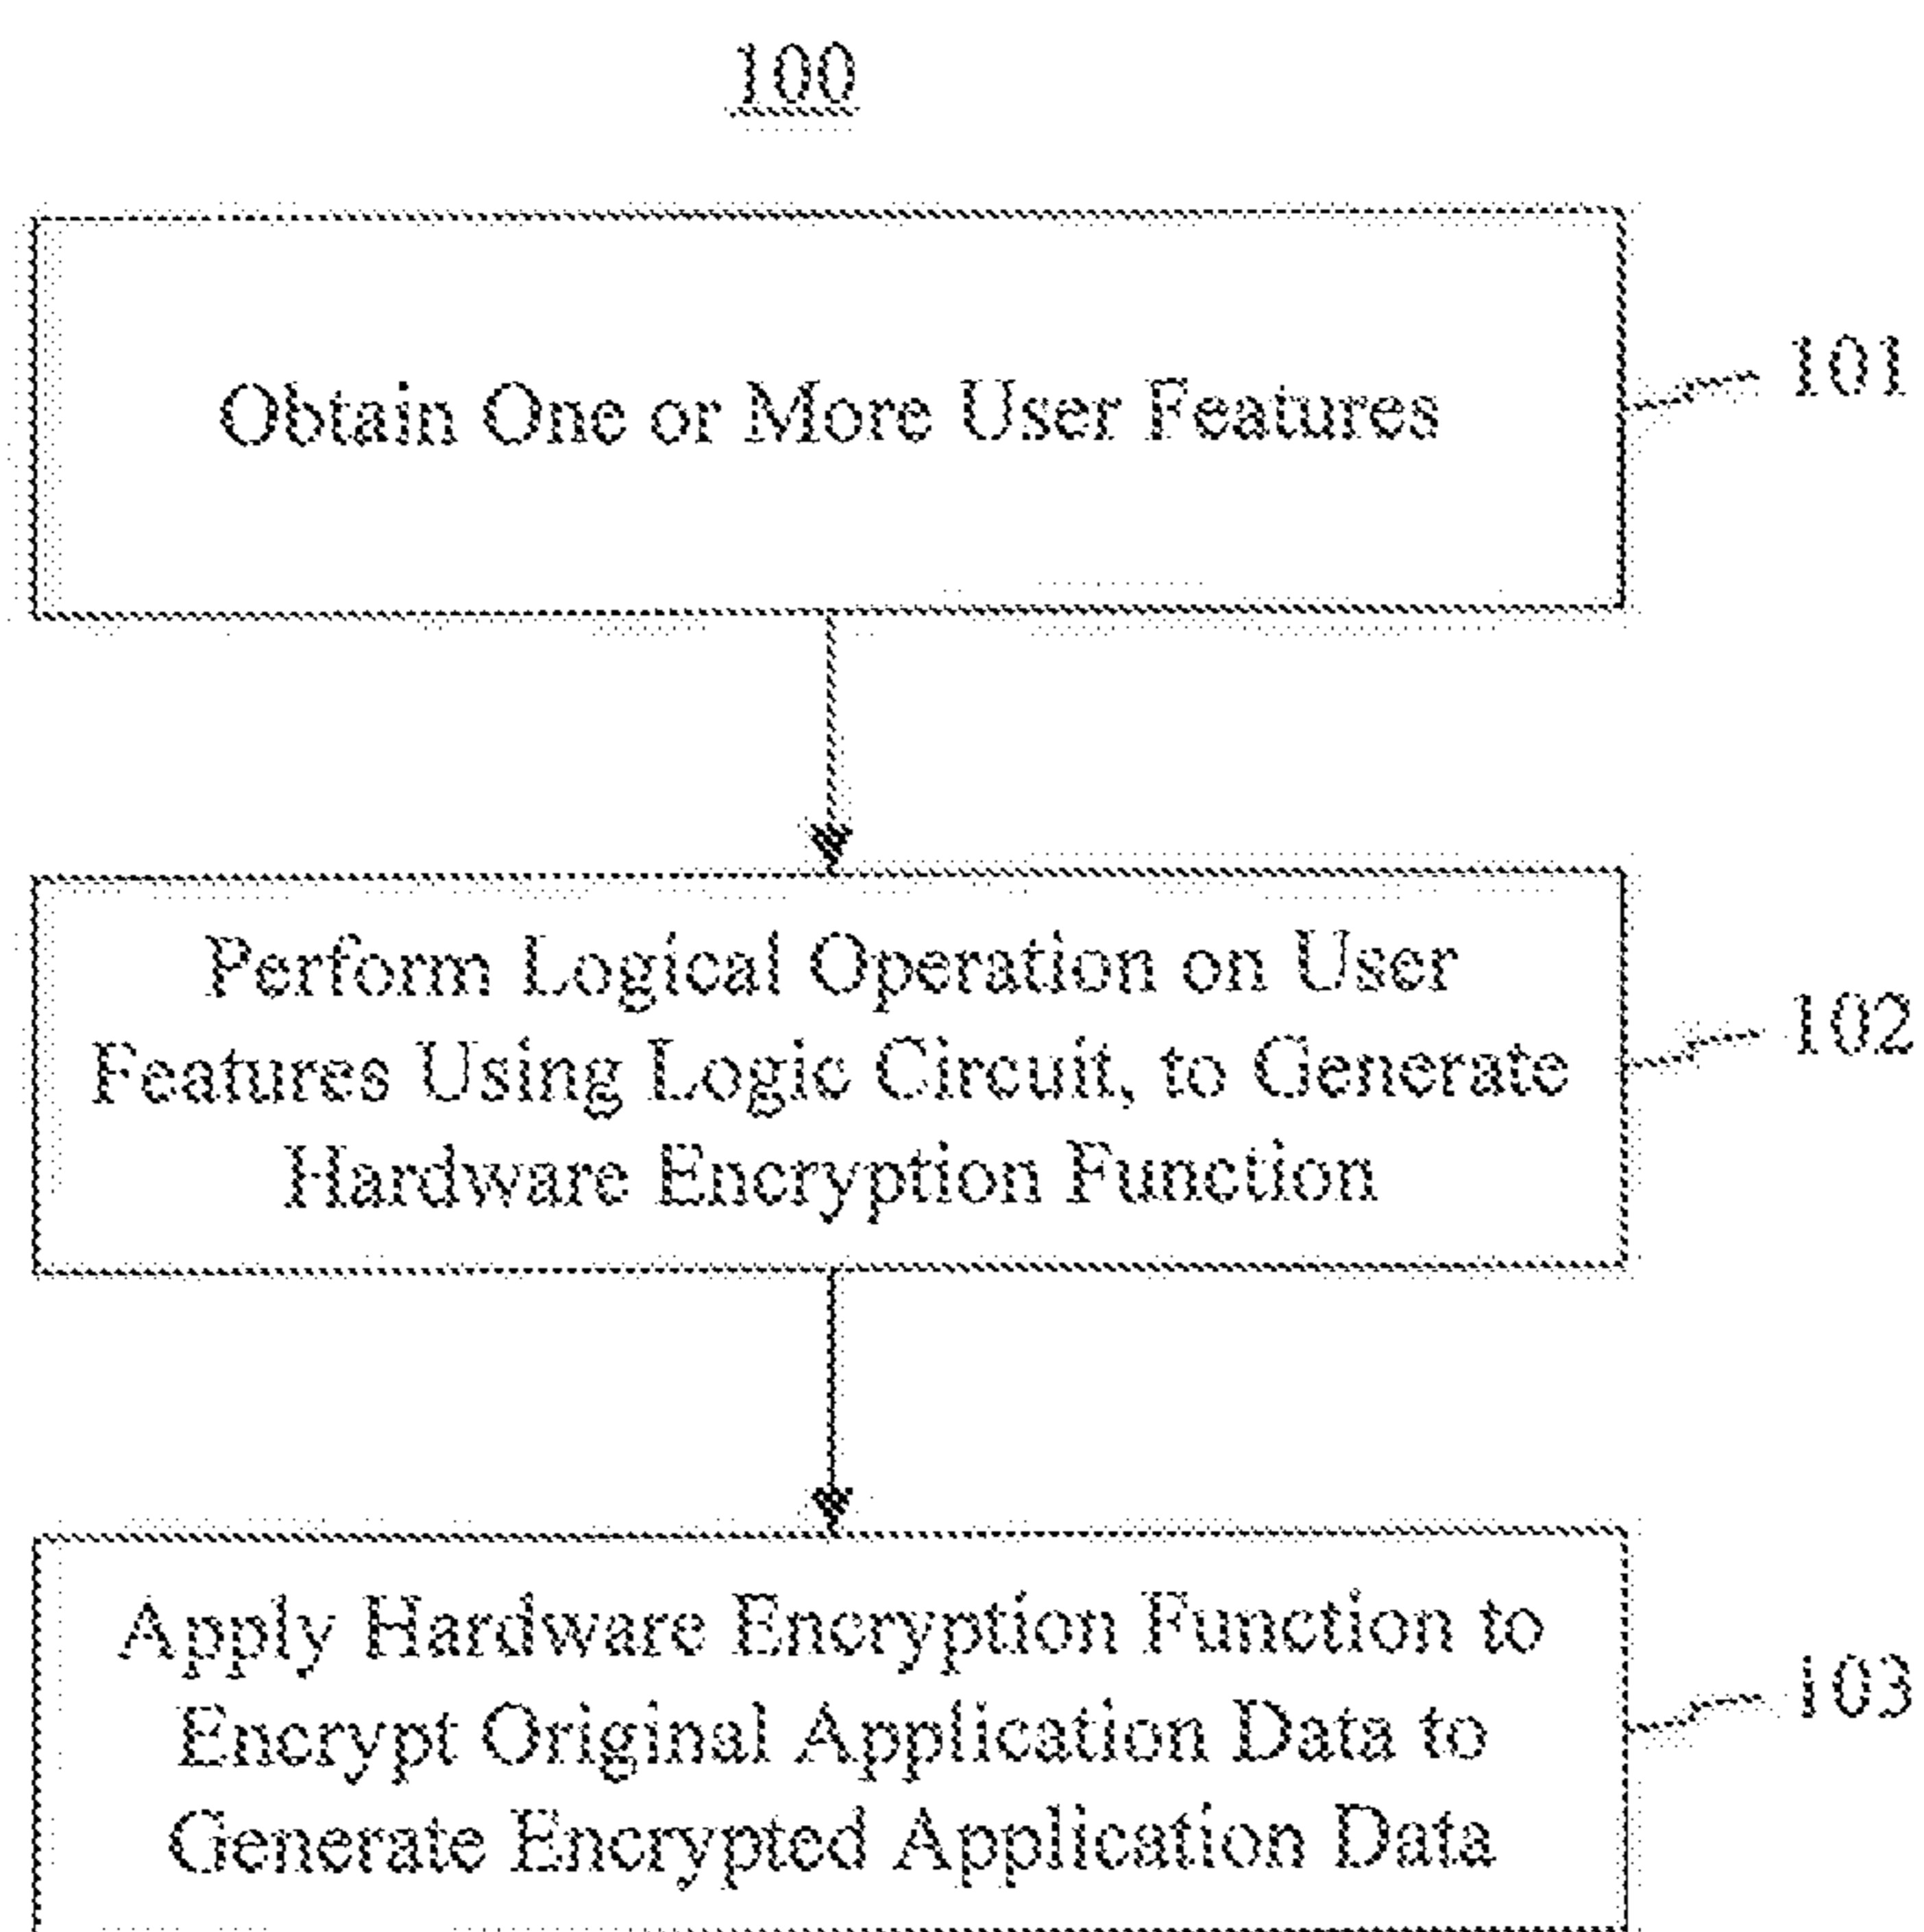 100
Obtain One or More User Features
101
Perform Logical Operation on User
Features Using Logic Circuit, to Generate
Hardware Encryption Function
102
Apply Hardware Encryption Function to
Encrypt Original Application Data to
Generate Encrypted Application Data
103